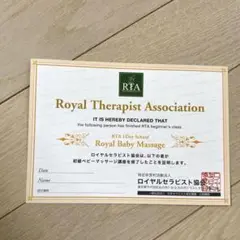 RTA
Royal Therapist Association
IT IS HEREBY DECLARED THAT
the following person has finished RTA beginner's class.
RTA 1Day School
Royal Baby Massage
ロイヤルセラピスト協会は、以下の者が
初級ベビーマッサージ講座を修了したことを証明します。
Date
Name
ロイヤルセラピスト協会